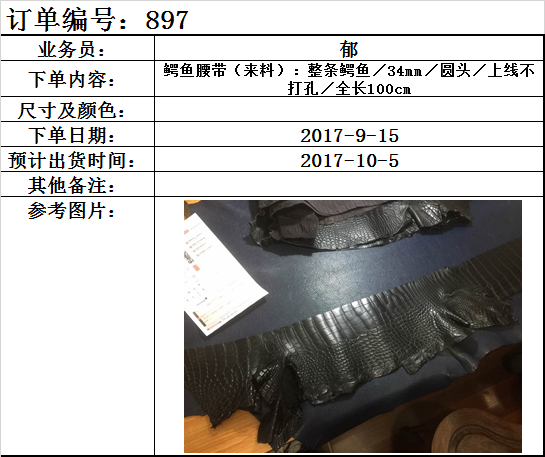 订单编号：897
业务员： 郁
下单内容： 鳄鱼腰带（来料）：整条鳄鱼／34mm／圆头／上线不
打孔／全长100cm
尺寸及颜色：
下单日期： 2017-9-15
预计出货时间： 2017-10-5
其他备注：
参考图片：